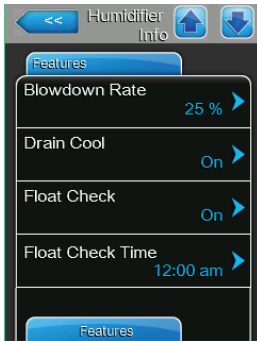 << Humidifier
Info
Features
Blowdown Rate
25 %
Drain Cool
On
Float Check
On
Float Check Time
12:00 am
Features